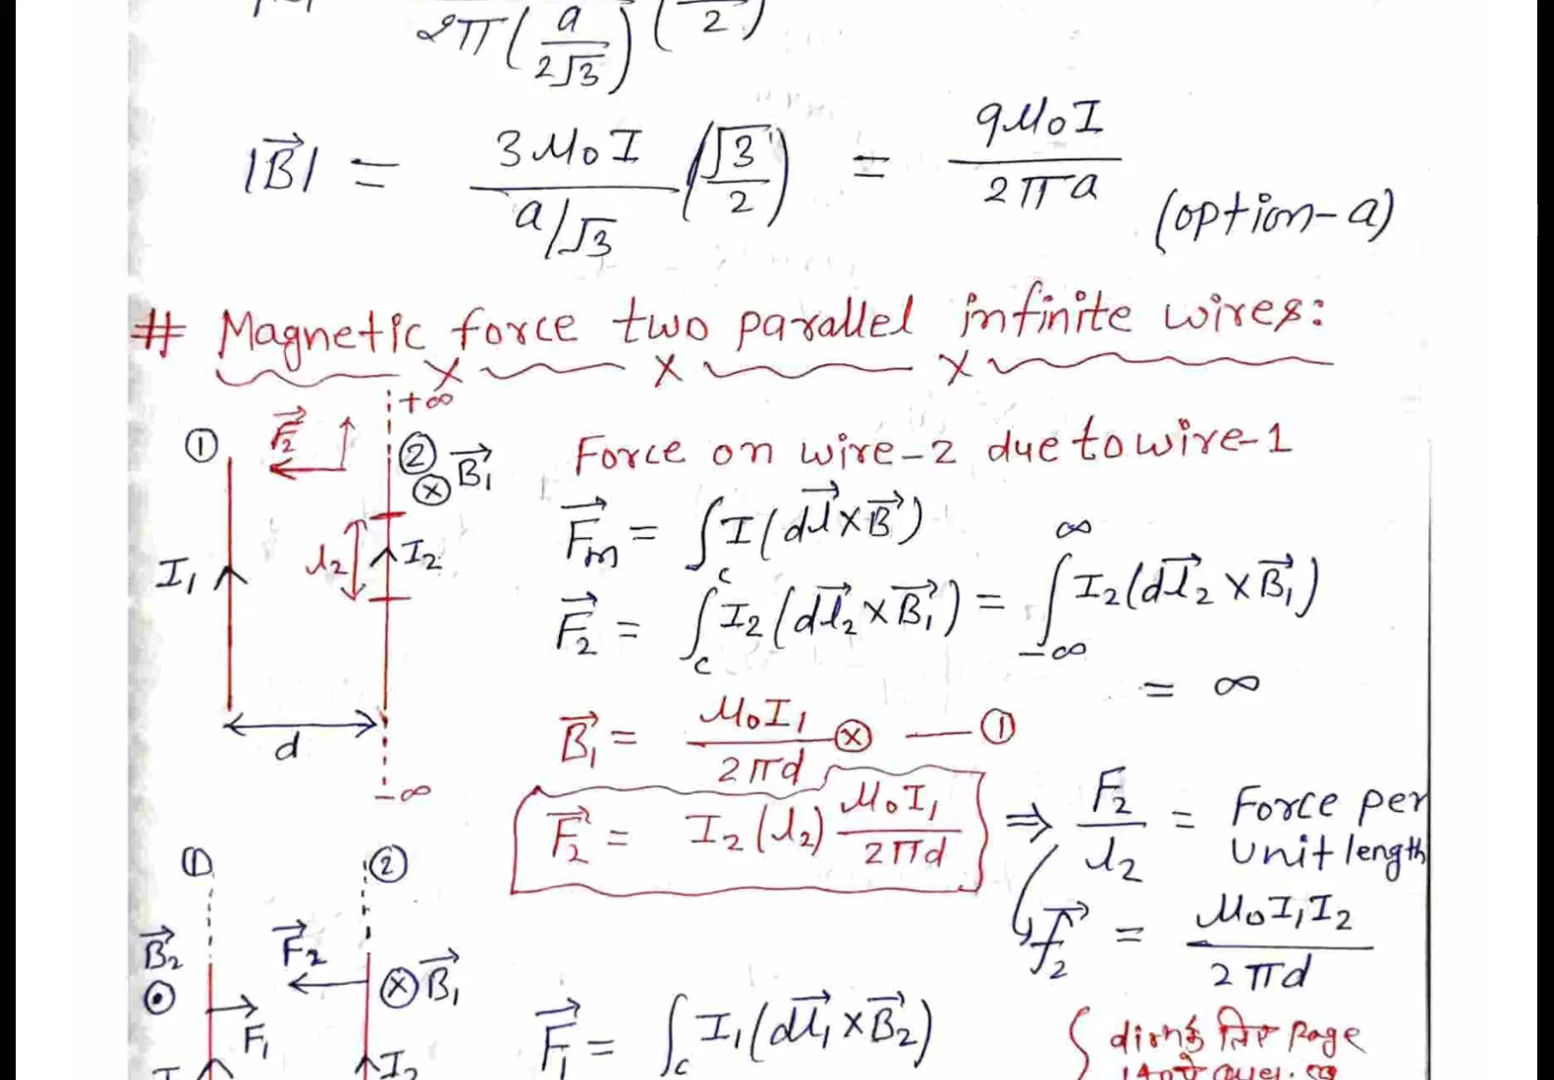 2π(a/2√3)( /2)
|B⃗| = 3μ₀I/(a/√3) (√3/2) = 9μ₀I/2πa (option-a)
# Magnetic force two parallel infinite wires:
+∞
① F⃗₂ ② ⊗ B⃗₁
I₁ l₂ I₂
d
-∞
Force on wire-2 due to wire-1
F⃗m = ∫c I(dl⃗×B⃗)
F⃗₂ = ∫c I₂(dl⃗₂×B⃗₁) = ∫-∞^∞ I₂(dl⃗₂×B⃗₁)
= ∞
B⃗₁ = μ₀I₁/2πd ⊗ — ①
F⃗₂ = I₂(l₂) μ₀I₁/2πd ⇒ F₂/l₂ = Force per
unit length
f⃗₂ = μ₀I₁I₂/2πd
① ②
B⃗₂ ⊙ F₁ F⃗₂ ⊗ B⃗₁
I I₂
F⃗₁ = ∫c I₁(dl⃗₁×B⃗₂)
page